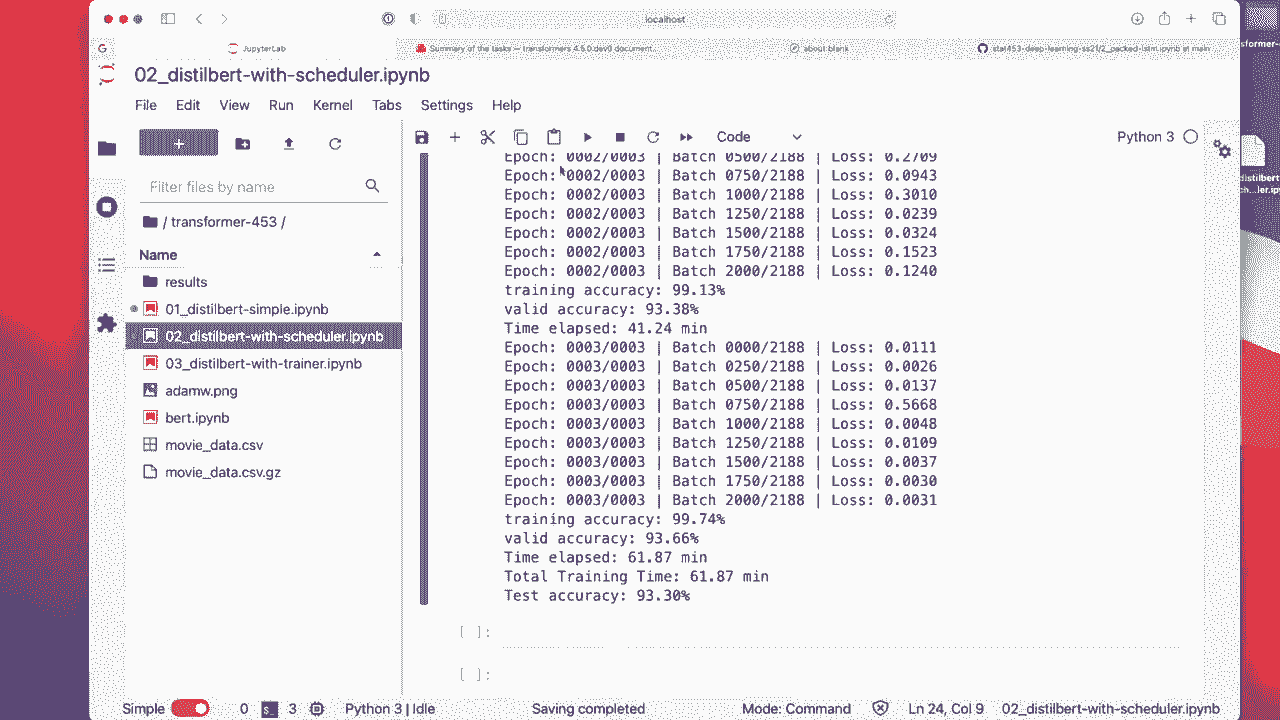 localhost
JupyterLab
Summary of the tasks — transformers 4.5.0.dev0 document...
about:blank
stat453-deep-learning-ss21/2_packed-lstm.ipynb at main
02_distilbert-with-scheduler.ipynb
File Edit View Run Kernel Tabs Settings Help
Code
Python 3
Filter files by name
/ transformer-453 /
Name
results
01_distilbert-simple.ipynb
02_distilbert-with-scheduler.ipynb
03_distilbert-with-trainer.ipynb
adamw.png
bert.ipynb
movie_data.csv
movie_data.csv.gz
Epoch: 0002/0003 | Batch 0500/2188 | Loss: 0.2709
Epoch: 0002/0003 | Batch 0750/2188 | Loss: 0.0943
Epoch: 0002/0003 | Batch 1000/2188 | Loss: 0.3010
Epoch: 0002/0003 | Batch 1250/2188 | Loss: 0.0239
Epoch: 0002/0003 | Batch 1500/2188 | Loss: 0.0324
Epoch: 0002/0003 | Batch 1750/2188 | Loss: 0.1523
Epoch: 0002/0003 | Batch 2000/2188 | Loss: 0.1240
training accuracy: 99.13%
valid accuracy: 93.38%
Time elapsed: 41.24 min
Epoch: 0003/0003 | Batch 0000/2188 | Loss: 0.0111
Epoch: 0003/0003 | Batch 0250/2188 | Loss: 0.0026
Epoch: 0003/0003 | Batch 0500/2188 | Loss: 0.0137
Epoch: 0003/0003 | Batch 0750/2188 | Loss: 0.5668
Epoch: 0003/0003 | Batch 1000/2188 | Loss: 0.0048
Epoch: 0003/0003 | Batch 1250/2188 | Loss: 0.0109
Epoch: 0003/0003 | Batch 1500/2188 | Loss: 0.0037
Epoch: 0003/0003 | Batch 1750/2188 | Loss: 0.0030
Epoch: 0003/0003 | Batch 2000/2188 | Loss: 0.0031
training accuracy: 99.74%
valid accuracy: 93.66%
Time elapsed: 61.87 min
Total Training Time: 61.87 min
Test accuracy: 93.30%
[ ]:
[ ]:
Simple 0 3 Python 3 | Idle Saving completed Mode: Command Ln 24, Col 9 02_distilbert-with-scheduler.ipynb